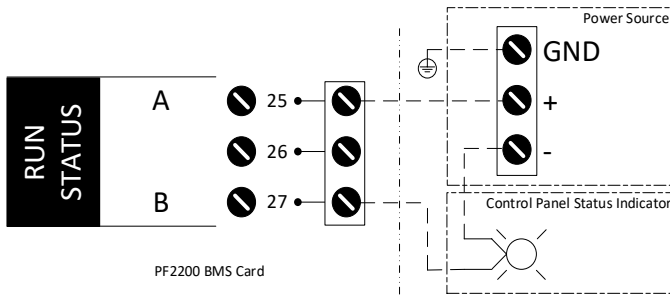 Power Source
GND
+
-
RUN
STATUS
A
25
26
B
27
Control Panel Status Indicator
PF2200 BMS Card